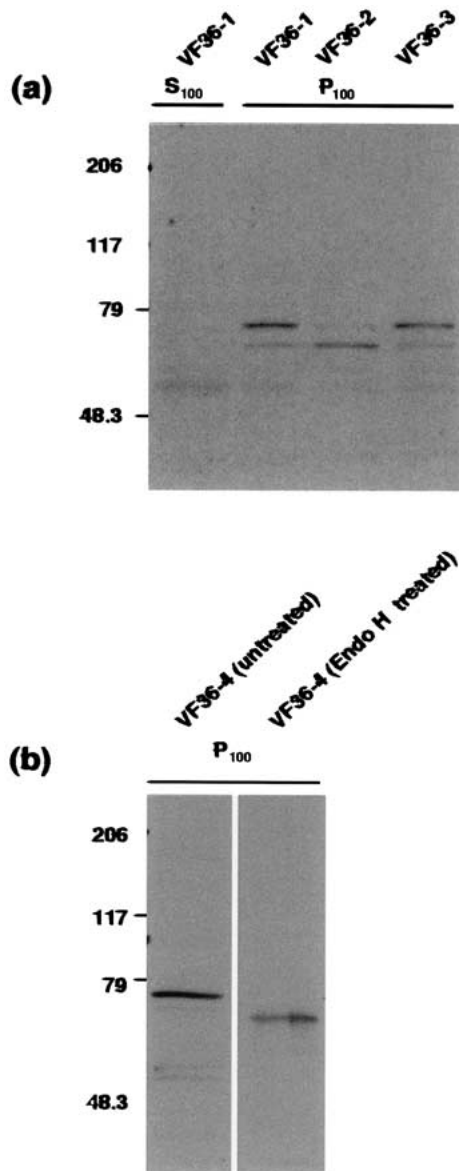 VF36-1 VF36-1 VF36-2 VF36-3
(a) S100 P100
206
117
79
48.3
VF36-4 (untreated) VF36-4 (Endo H treated)
(b) P100
206
117
79
48.3